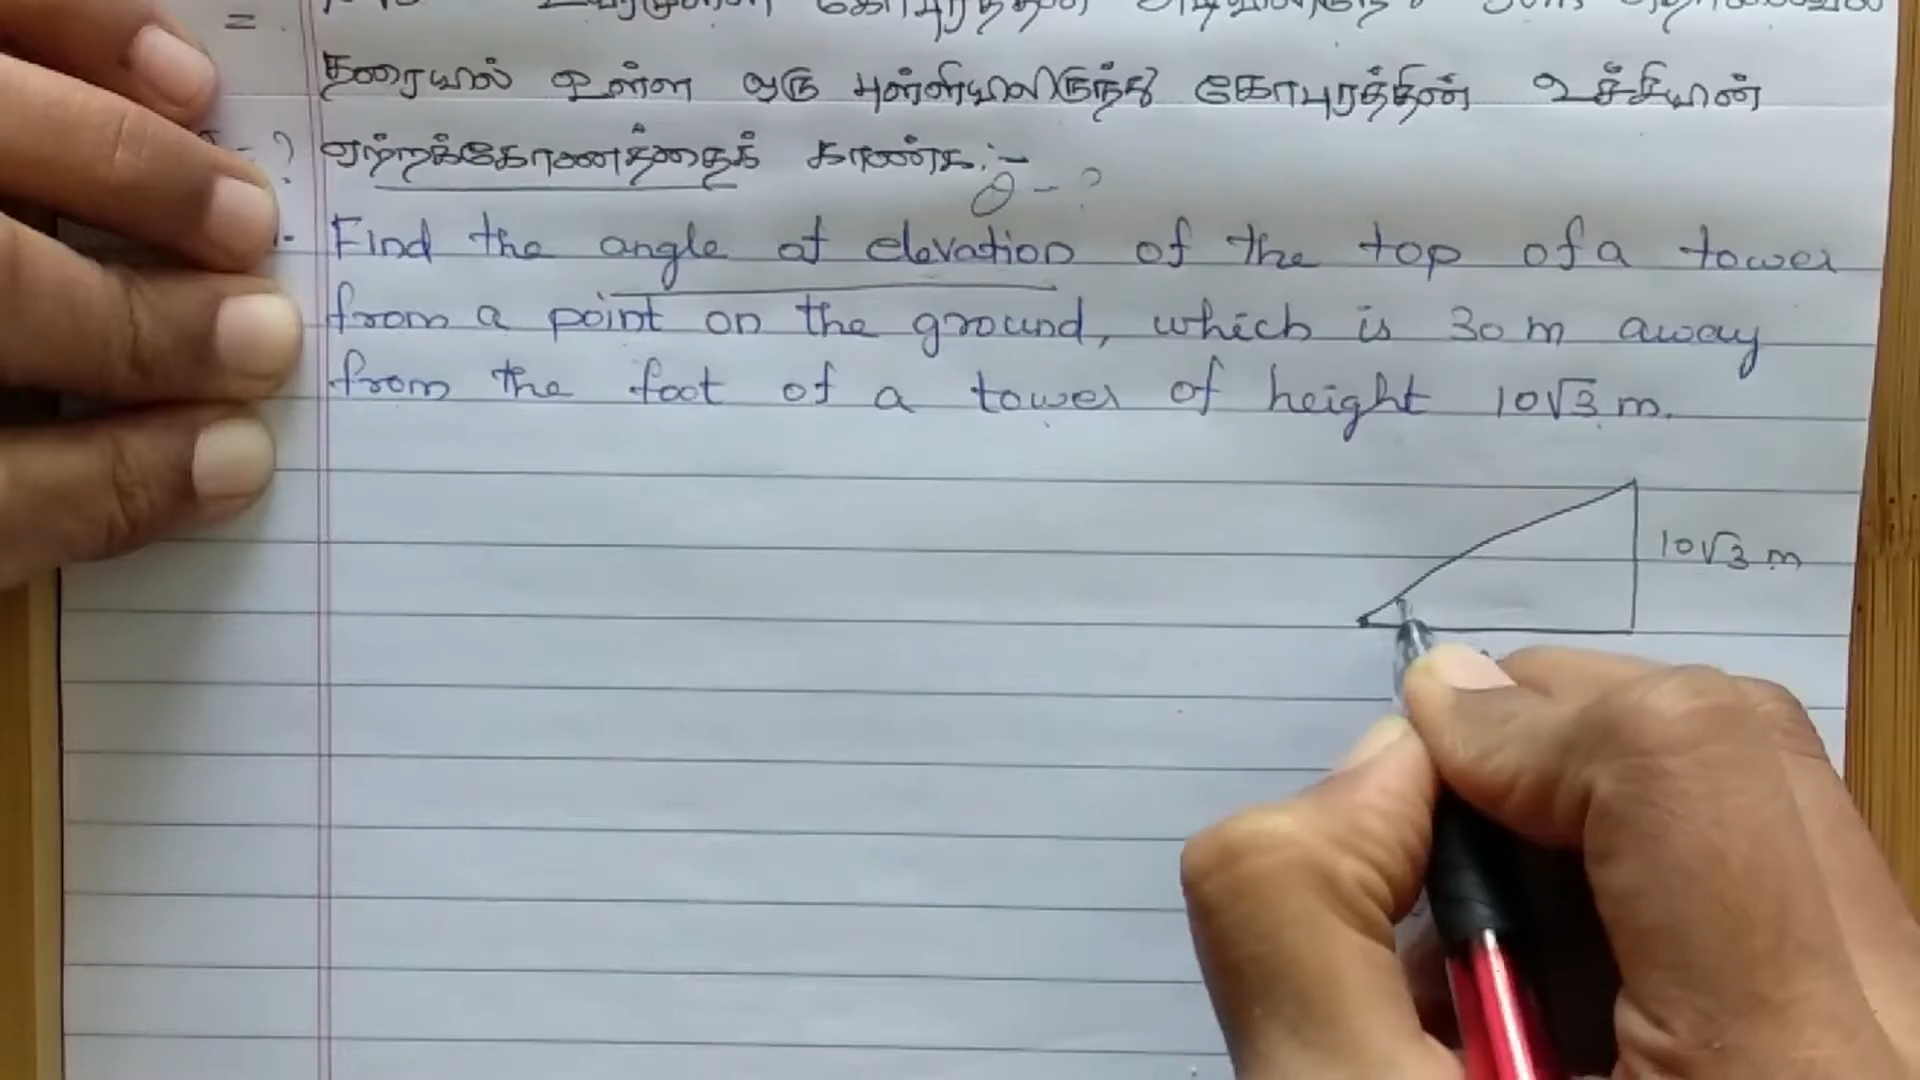 =
தரையில் உள்ள ஒரு புள்ளியிலிருந்து கோபுரத்தின் உச்சியின்
ஏற்றக்கோணத்தைக் காண்க:-
θ - ?
Find the angle of elevation of the top of a tower
from a point on the ground, which is 30 m away
from the foot of a tower of height 10√3 m.
10√3 m